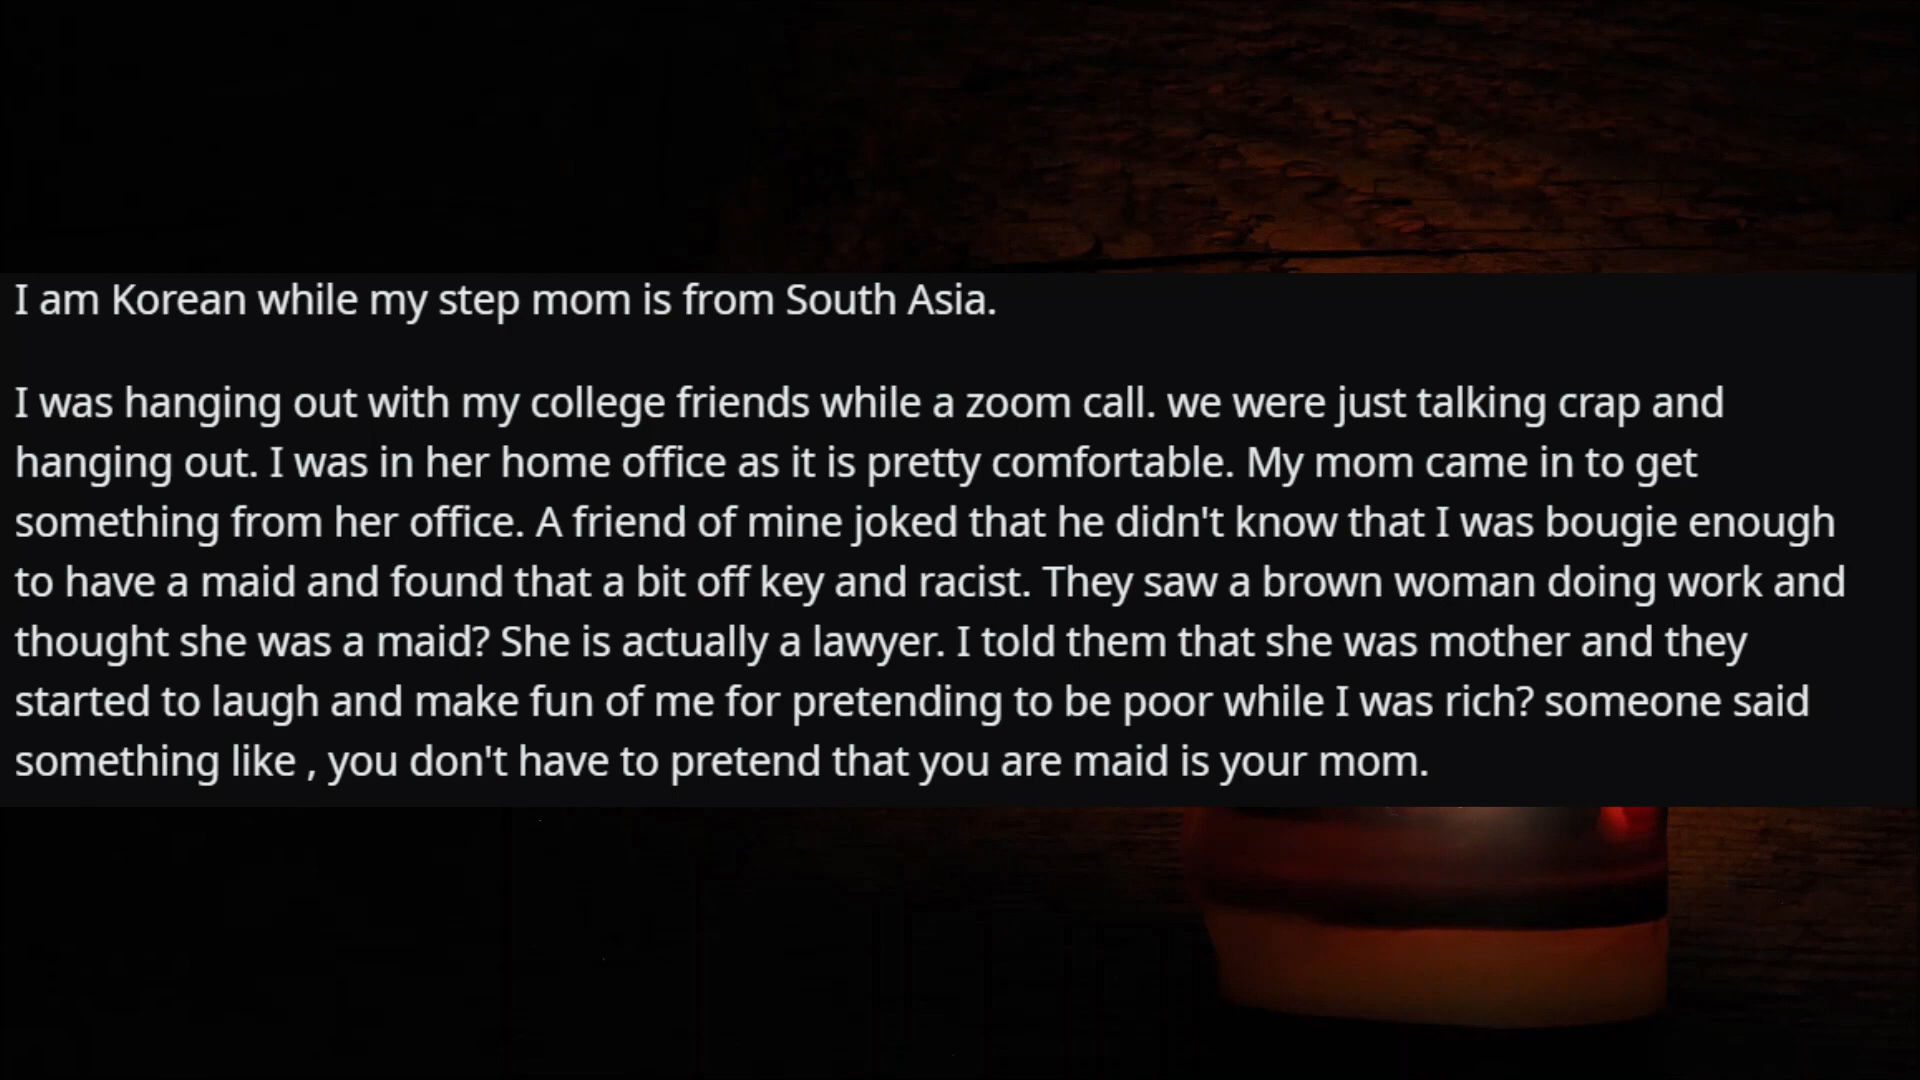 I am Korean while my step mom is from South Asia.
I was hanging out with my college friends while a zoom call. we were just talking crap and
hanging out. I was in her home office as it is pretty comfortable. My mom came in to get
something from her office. A friend of mine joked that he didn't know that I was bougie enough
to have a maid and found that a bit off key and racist. They saw a brown woman doing work and
thought she was a maid? She is actually a lawyer. I told them that she was mother and they
started to laugh and make fun of me for pretending to be poor while I was rich? someone said
something like , you don't have to pretend that you are maid is your mom.